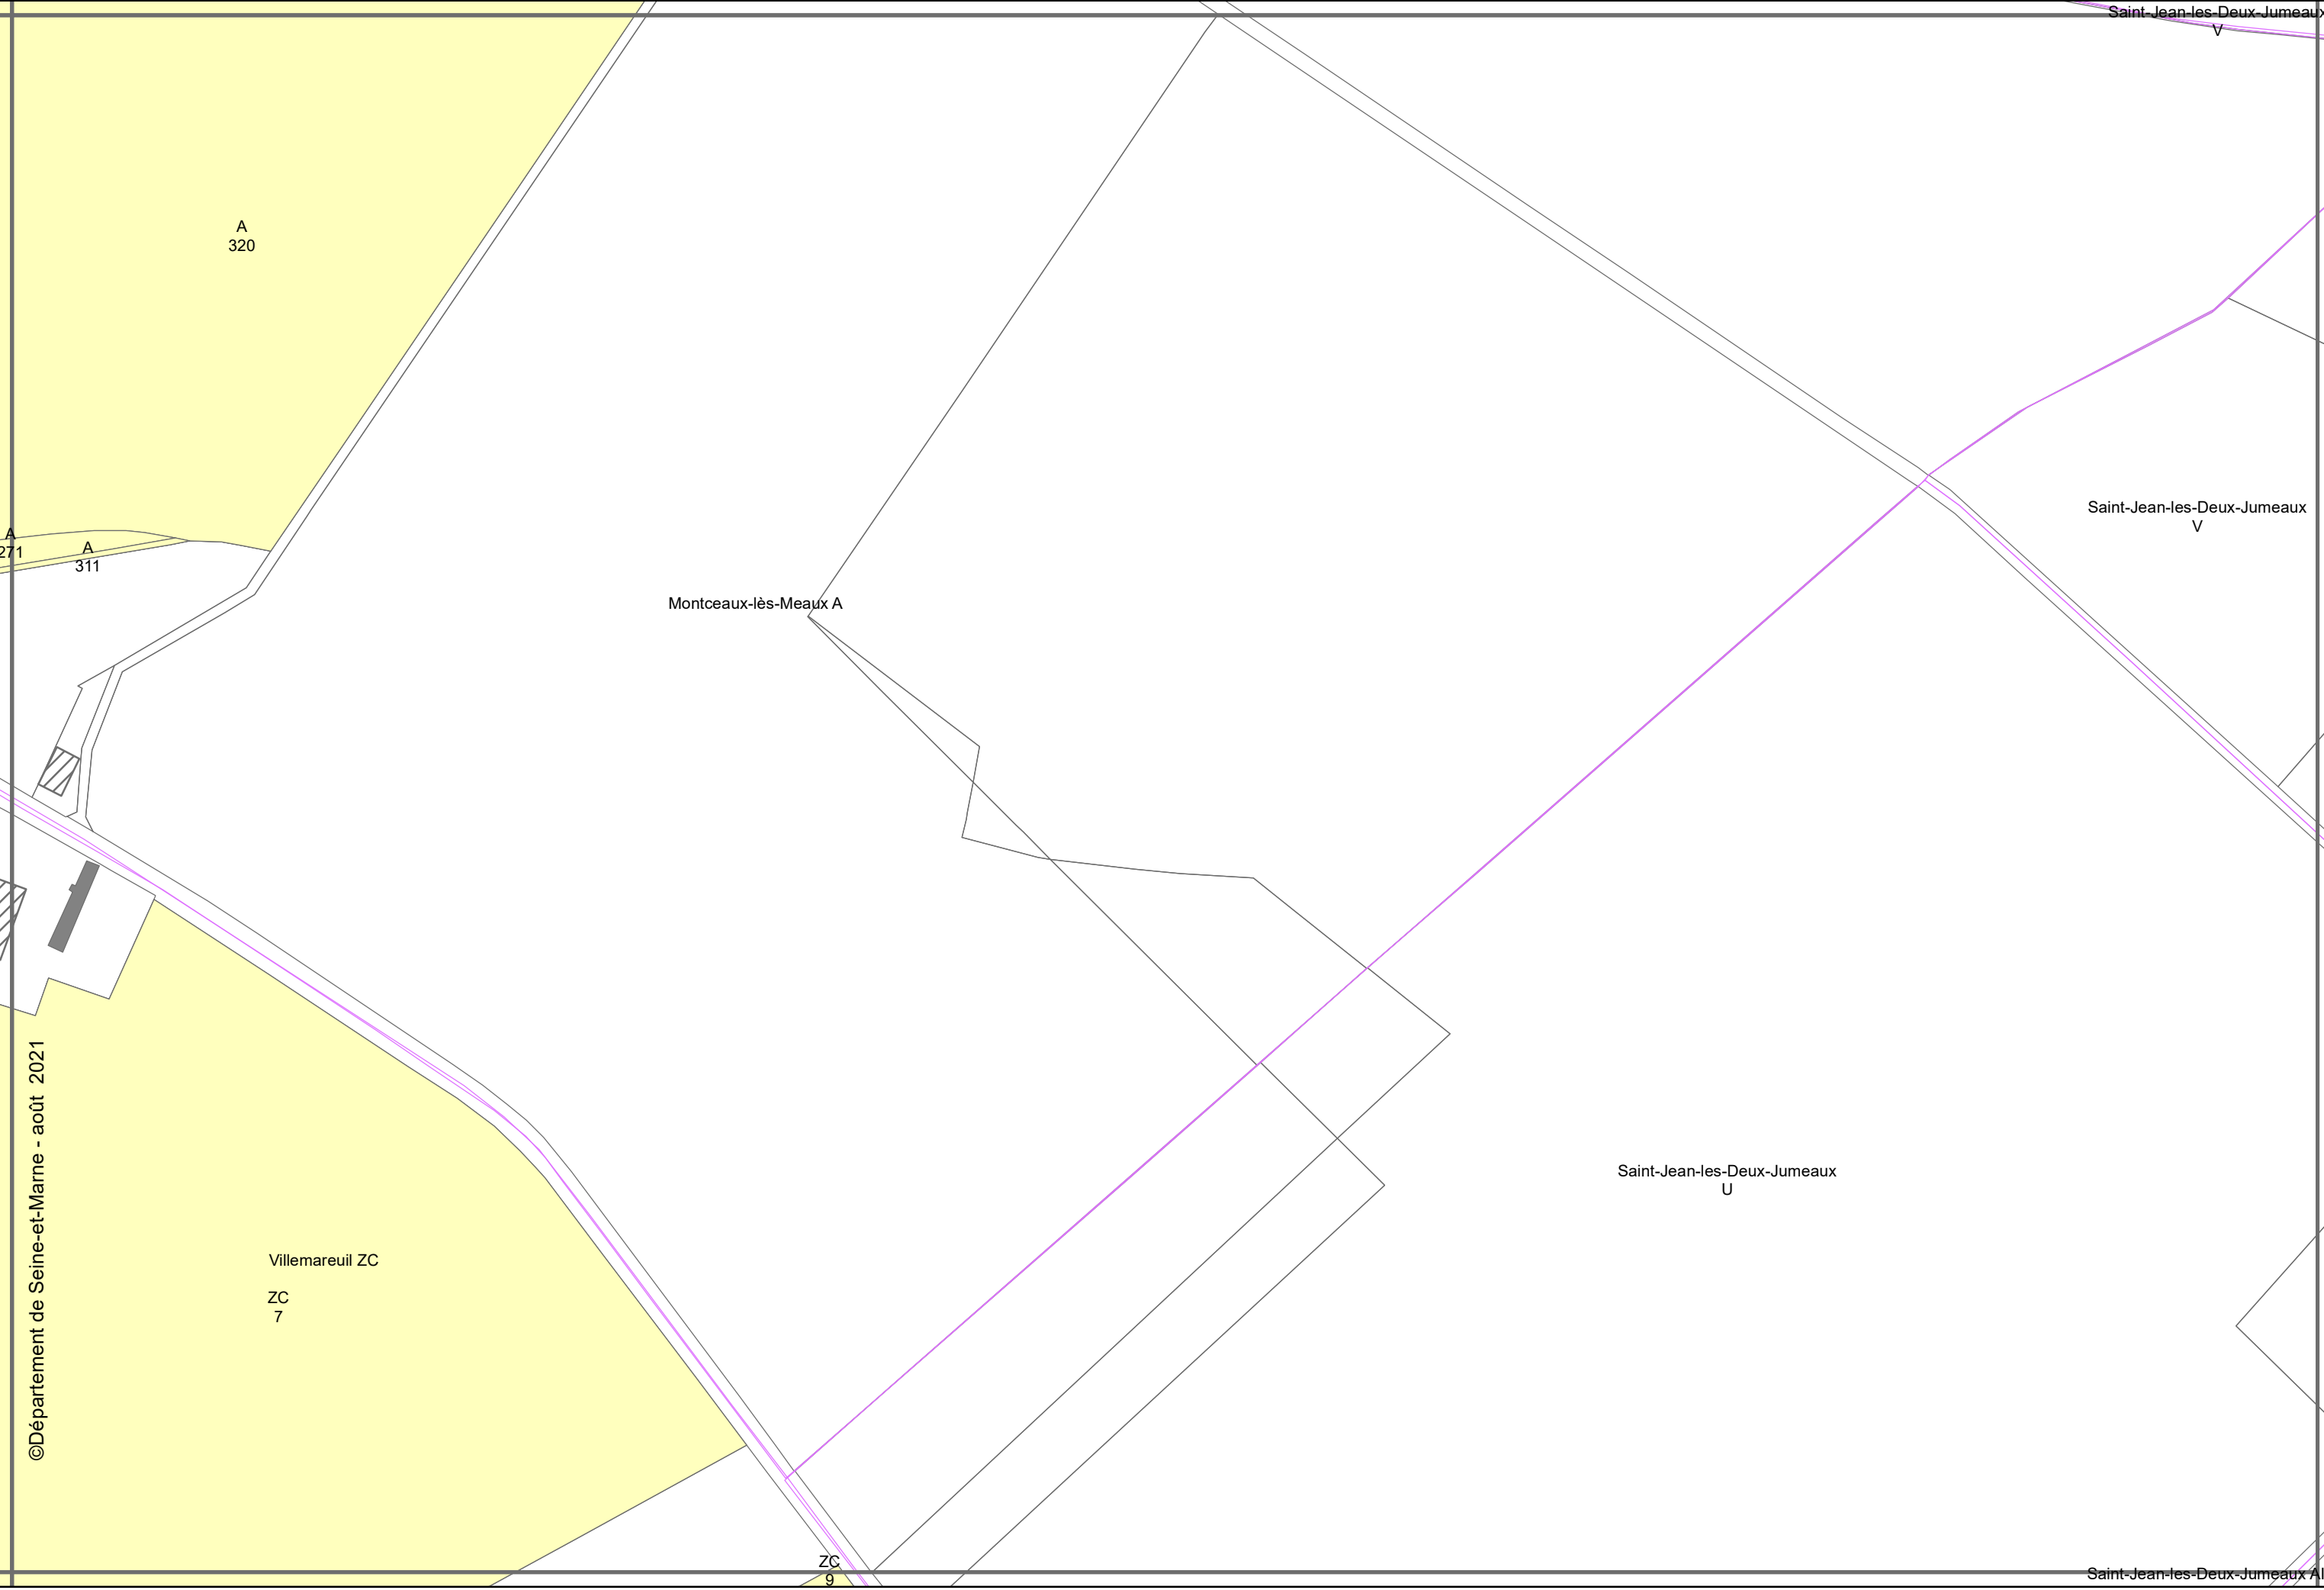 Saint-Jean-les-Deux-Jumeaux
V
A
320
A
271
A
311
Saint-Jean-les-Deux-Jumeaux
V
Montceaux-lès-Meaux A
©Département de Seine-et-Marne - août 2021
Saint-Jean-les-Deux-Jumeaux
U
Villemareuil ZC
ZC
7
ZC
9
Saint-Jean-les-Deux-Jumeaux